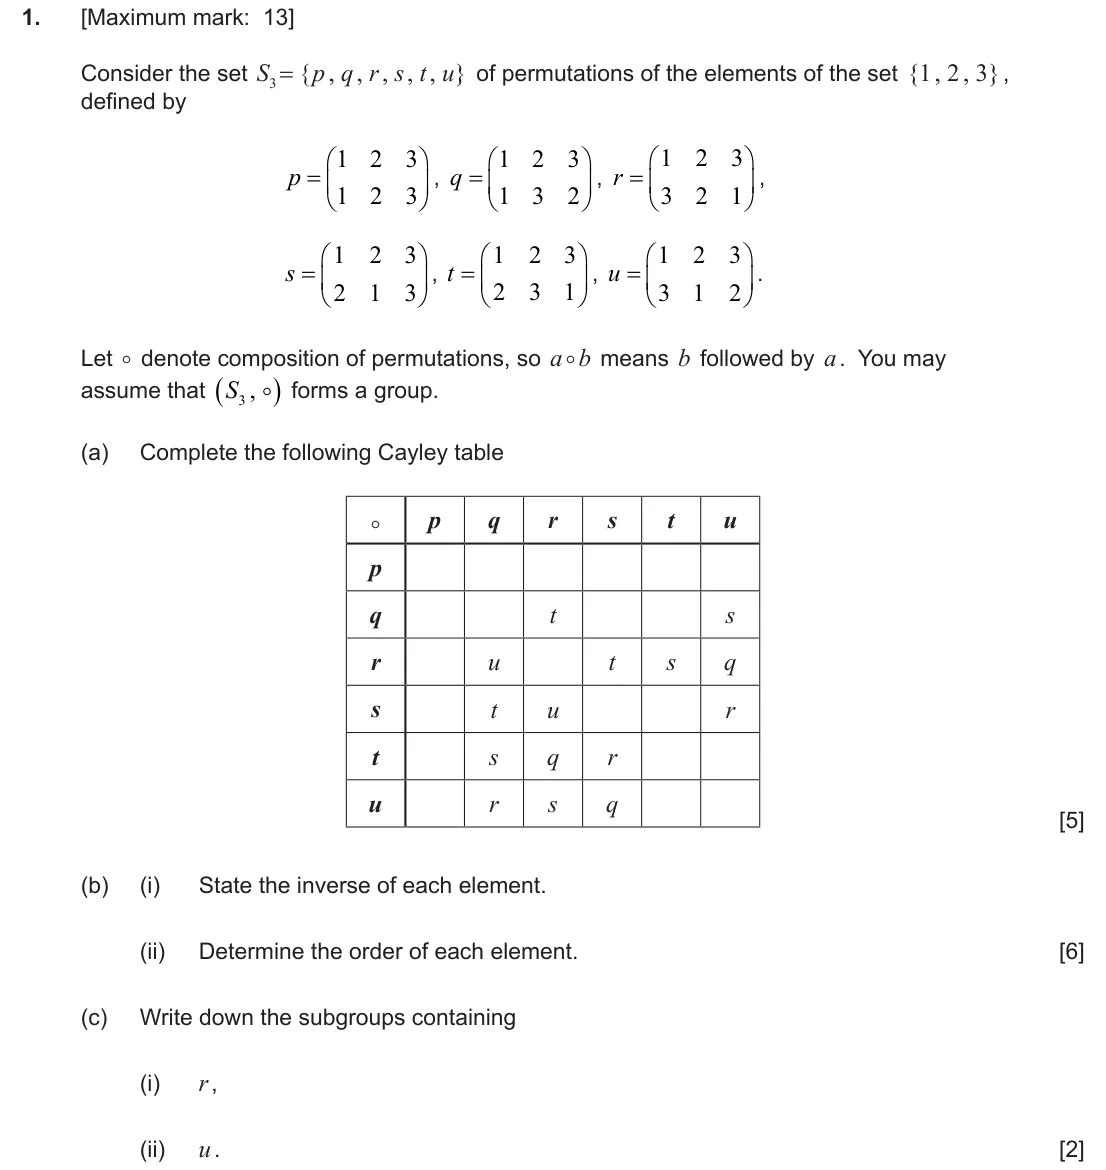 1. [Maximum mark: 13]
Consider the set S₃ = {p, q, r, s, t, u} of permutations of the elements of the set {1, 2, 3},
defined by
p = (1 2 3
1 2 3), q = (1 2 3
1 3 2), r = (1 2 3
3 2 1),
s = (1 2 3
2 1 3), t = (1 2 3
2 3 1), u = (1 2 3
3 1 2).
Let ∘ denote composition of permutations, so a∘b means b followed by a. You may
assume that (S₃, ∘) forms a group.
(a) Complete the following Cayley table
∘ p q r s t u
p
q t s
r u t s q
s t u r
t s q r
u r s q
[5]
(b) (i) State the inverse of each element.
(ii) Determine the order of each element. [6]
(c) Write down the subgroups containing
(i) r,
(ii) u. [2]